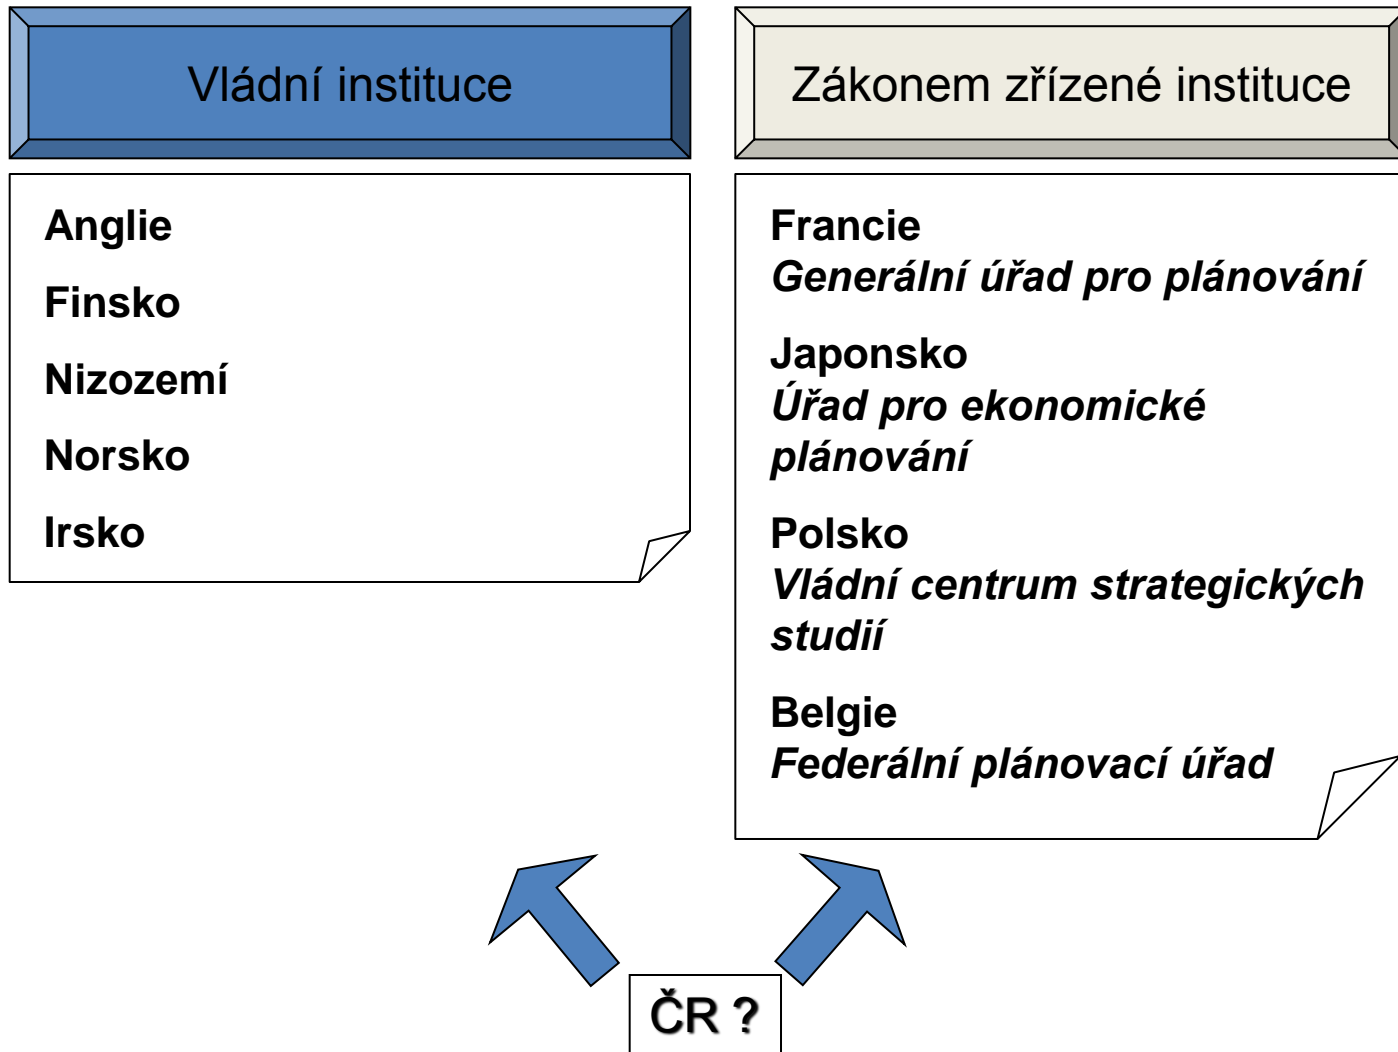 Vládní instituce
Anglie
Finsko
Nizozemí
Norsko
Irsko
Zákonem zřízené instituce
Francie
Generální úřad pro plánování
Japonsko
Úřad pro ekonomické
plánování
Polsko
Vládní centrum strategických
studií
Belgie
Federální plánovací úřad
ČR ?